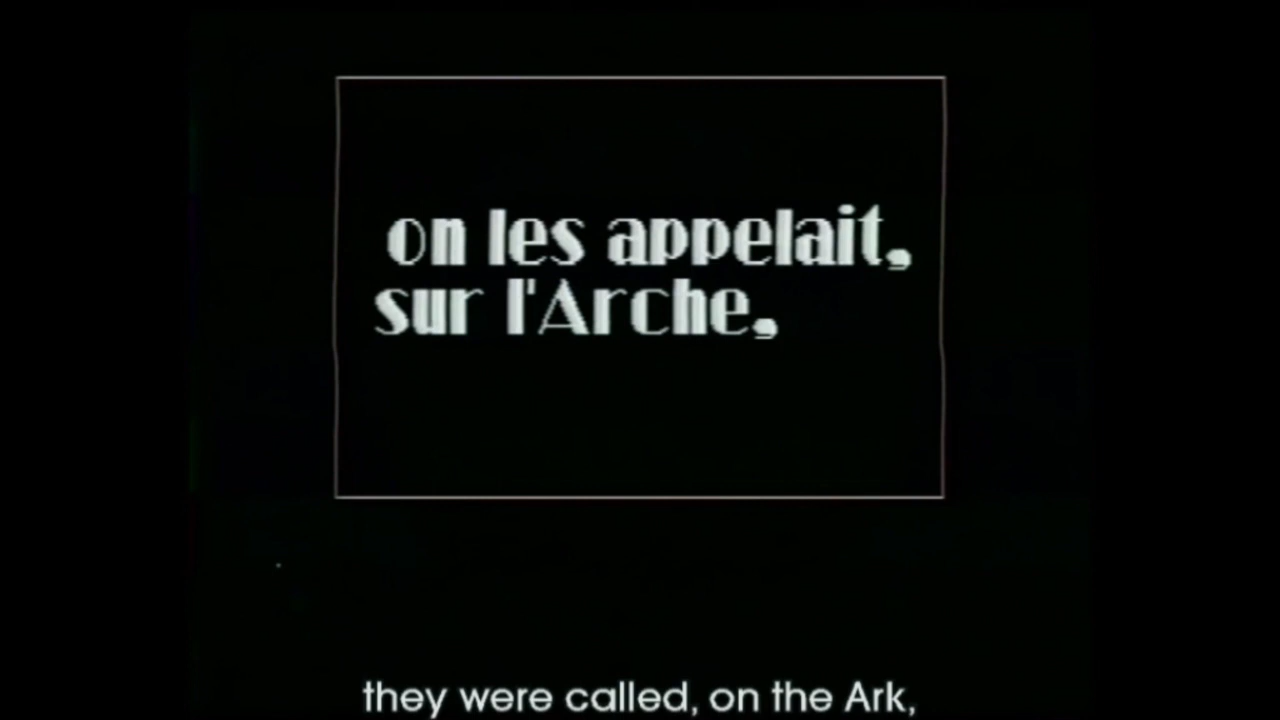 on les appelait,
sur l'Arche,
they were called, on the Ark,